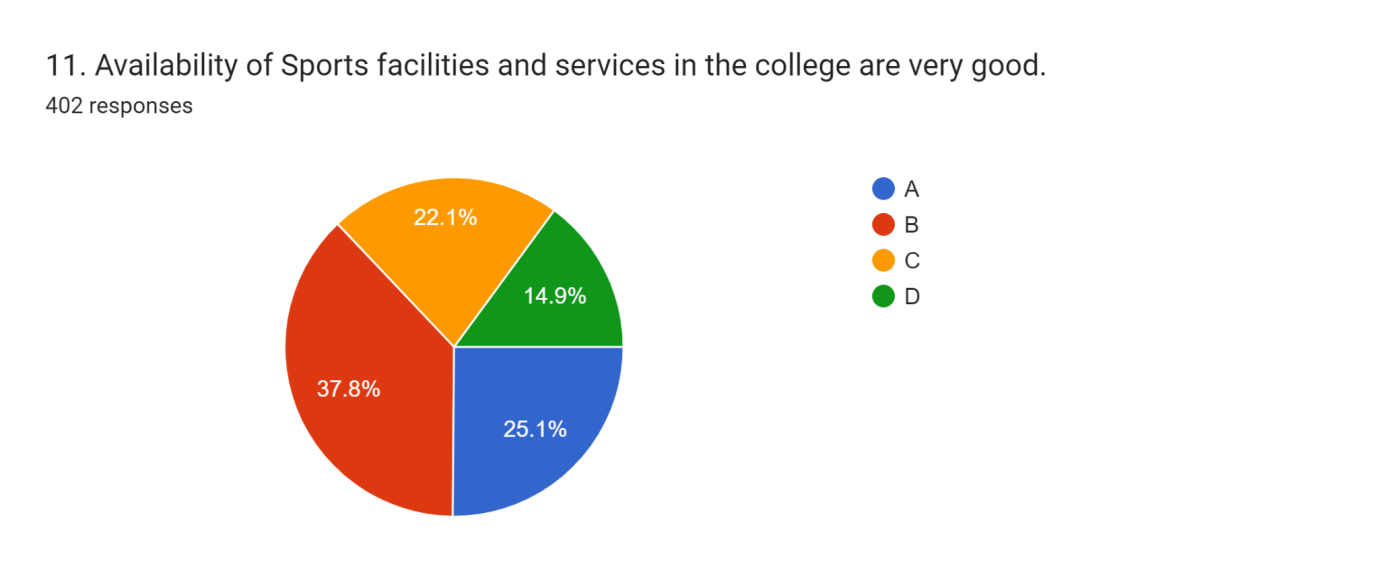 11. Availability of Sports facilities and services in the college are very good.
402 responses
22.1%
14.9%
37.8%
25.1%
A
B
C
D